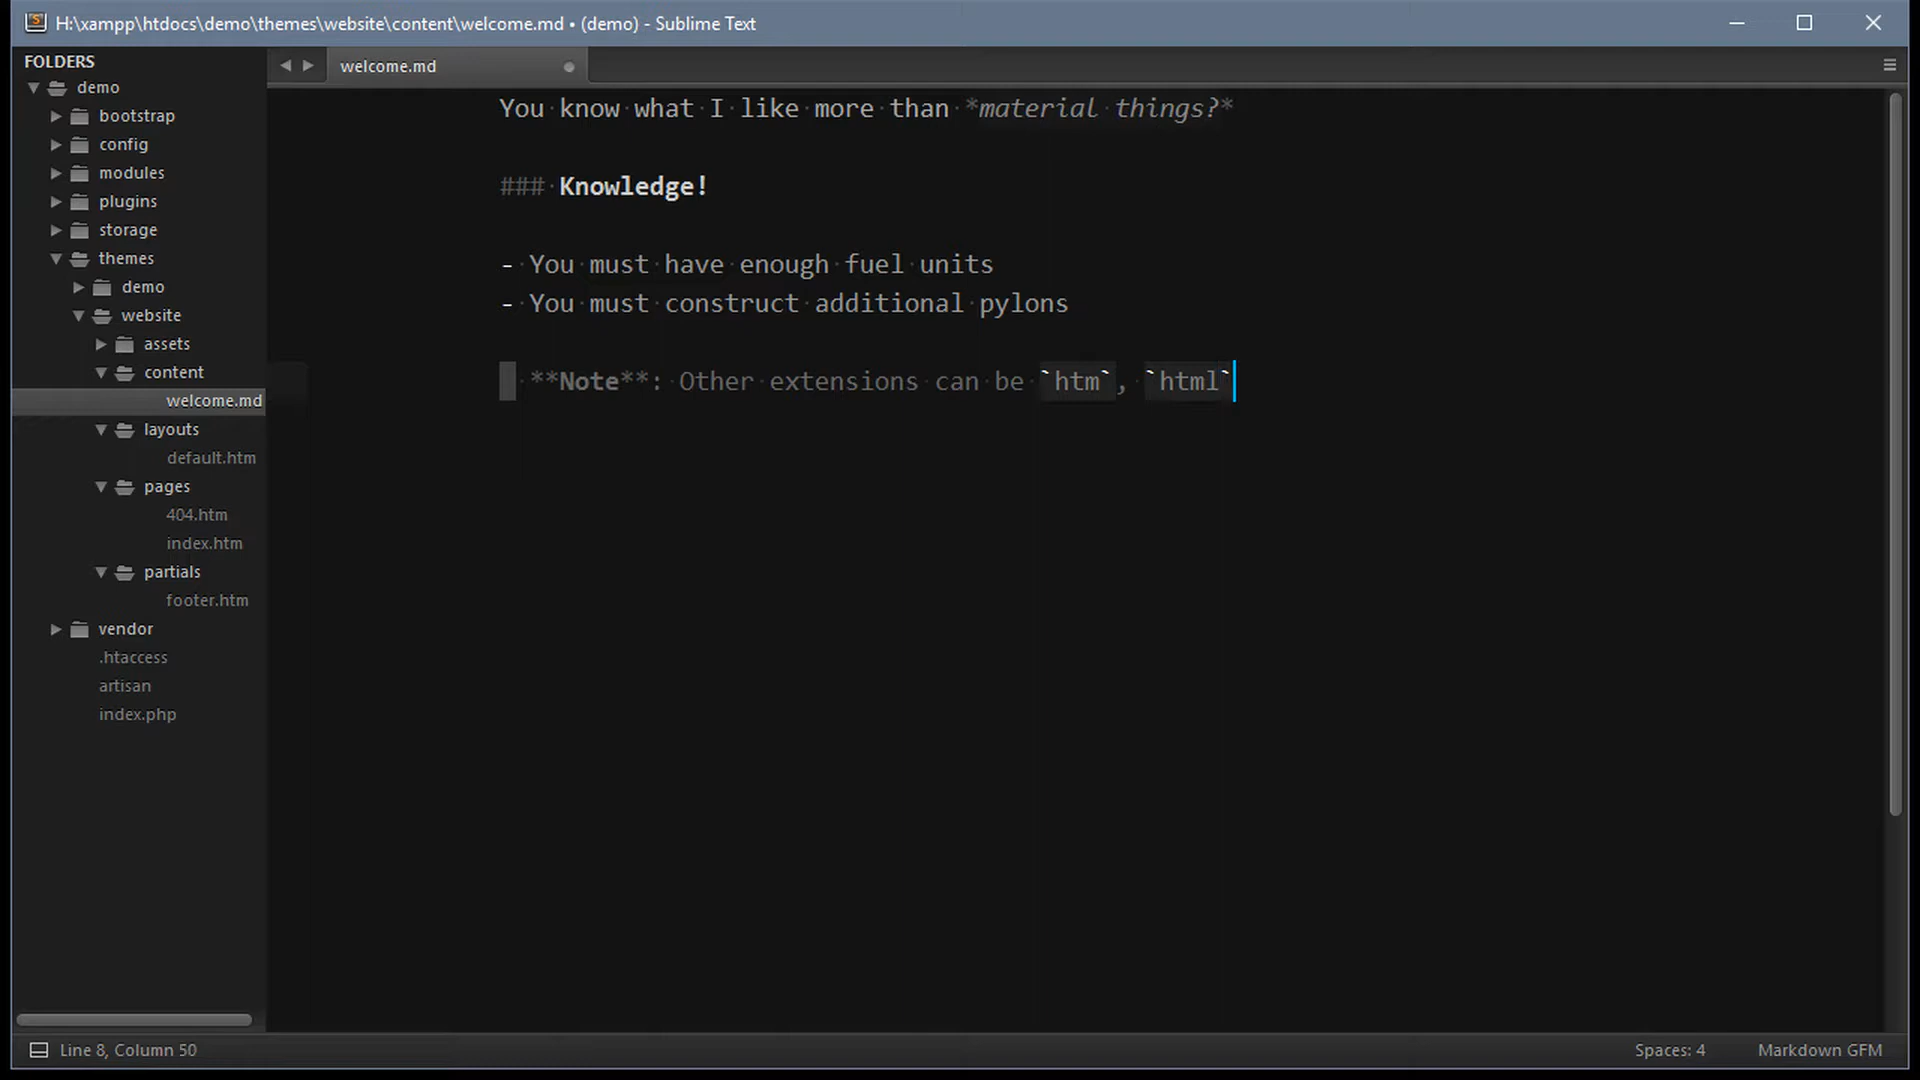 H:\xampp\htdocs\demo\themes\website\content\welcome.md • (demo) - Sublime Text
FOLDERS
demo
bootstrap
config
modules
plugins
storage
themes
demo
website
assets
content
welcome.md
layouts
default.htm
pages
404.htm
index.htm
partials
footer.htm
vendor
.htaccess
artisan
index.php
welcome.md
You know what I like more than *material things?*
### Knowledge!
- You must have enough fuel units
- You must construct additional pylons
**Note**: Other extensions can be `htm`, `html`
Line 8, Column 50
Spaces: 4
Markdown GFM